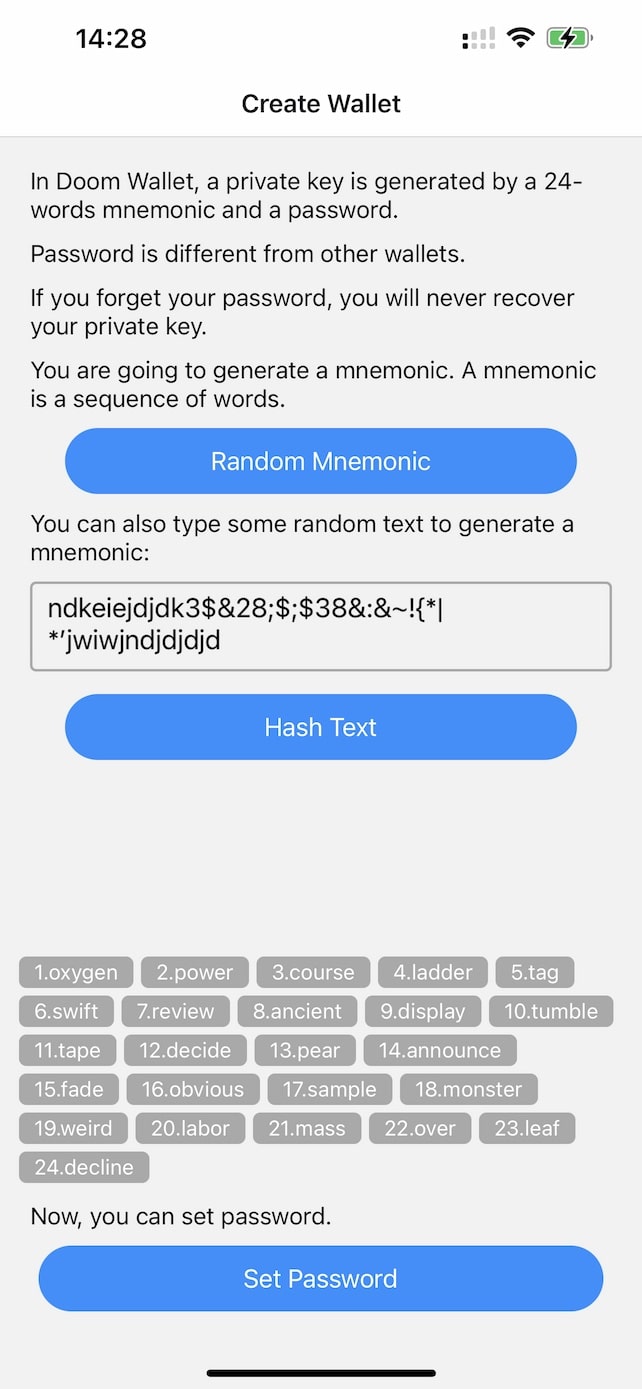 14:28
Create Wallet
In Doom Wallet, a private key is generated by a 24-
words mnemonic and a password.
Password is different from other wallets.
If you forget your password, you will never recover
your private key.
You are going to generate a mnemonic. A mnemonic
is a sequence of words.
Random Mnemonic
You can also type some random text to generate a
mnemonic:
ndkeiejdjdk3$&28;$;$38&:&~!{*|
*’jwiwjndjdjdjd
Hash Text
1.oxygen 2.power 3.course 4.ladder 5.tag
6.swift 7.review 8.ancient 9.display 10.tumble
11.tape 12.decide 13.pear 14.announce
15.fade 16.obvious 17.sample 18.monster
19.weird 20.labor 21.mass 22.over 23.leaf
24.decline
Now, you can set password.
Set Password